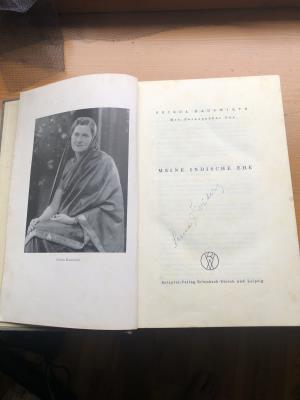 FRIEDA HAUSWIRTH
Mrs. Sarangadhar Das
MEINE INDISCHE EHE
Rotapfel-Verlag Erlenbach-Zürich und Leipzig